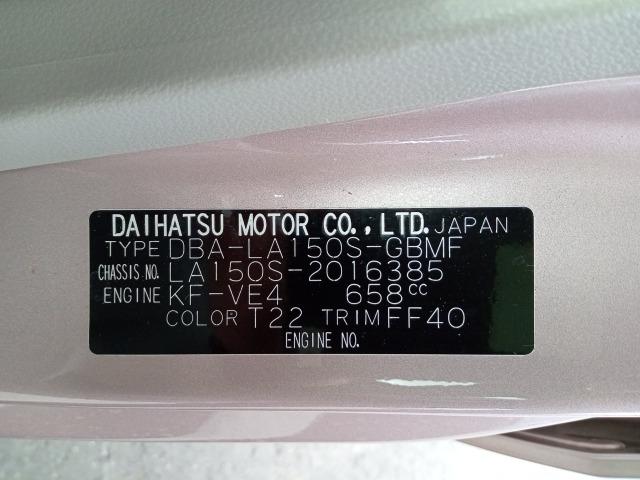 DAIHATSU MOTOR CO.,LTD. JAPAN
TYPE DBA-LA150S-GBMF
CHASSIS NO. LA150S-2016385
ENGINE KF-VE4 658cc
COLOR T22 TRIM FF40
ENGINE NO.